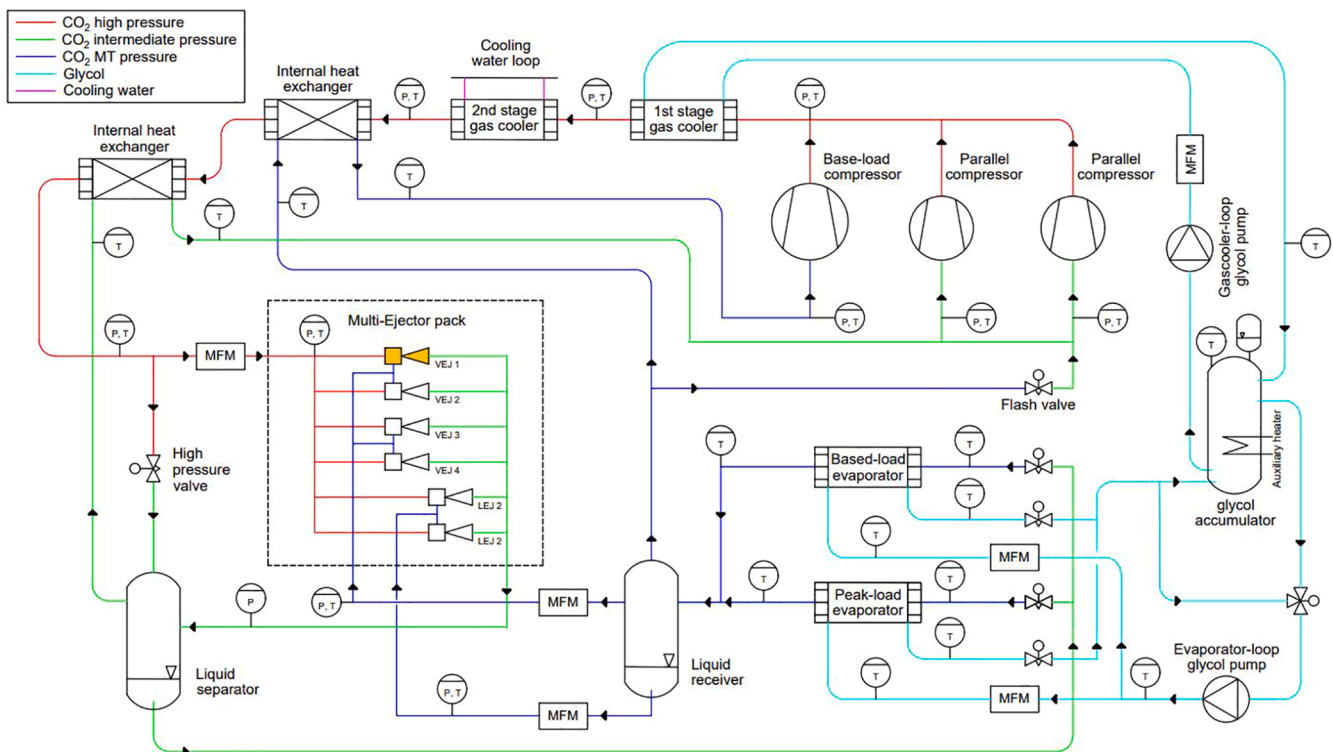 CO2 high pressure
CO2 intermediate pressure
CO2 MT pressure
Glycol
Cooling water
Cooling
water loop
Internal heat
exchanger
P, T
2nd stage
gas cooler
P, T
1st stage
gas cooler
P, T
Internal heat
exchanger
Base-load
compressor
Parallel
compressor
Parallel
compressor
MFM
T
T
T
T
Gascooler-loop
glycol pump
T
P, T
MFM
Multi-Ejector pack
P, T
VEJ 1
VEJ 2
VEJ 3
VEJ 4
LEJ 2
LEJ 2
P, T
P, T
P, T
T
Flash valve
High
pressure
valve
T
Based-load
evaporator
T
T
T
MFM
Auxiliary heater
glycol
accumulator
P
P, T
MFM
T
Peak-load
evaporator
T
T
T
MFM
T
Evaporator-loop
glycol pump
Liquid
separator
P, T
MFM
Liquid
receiver